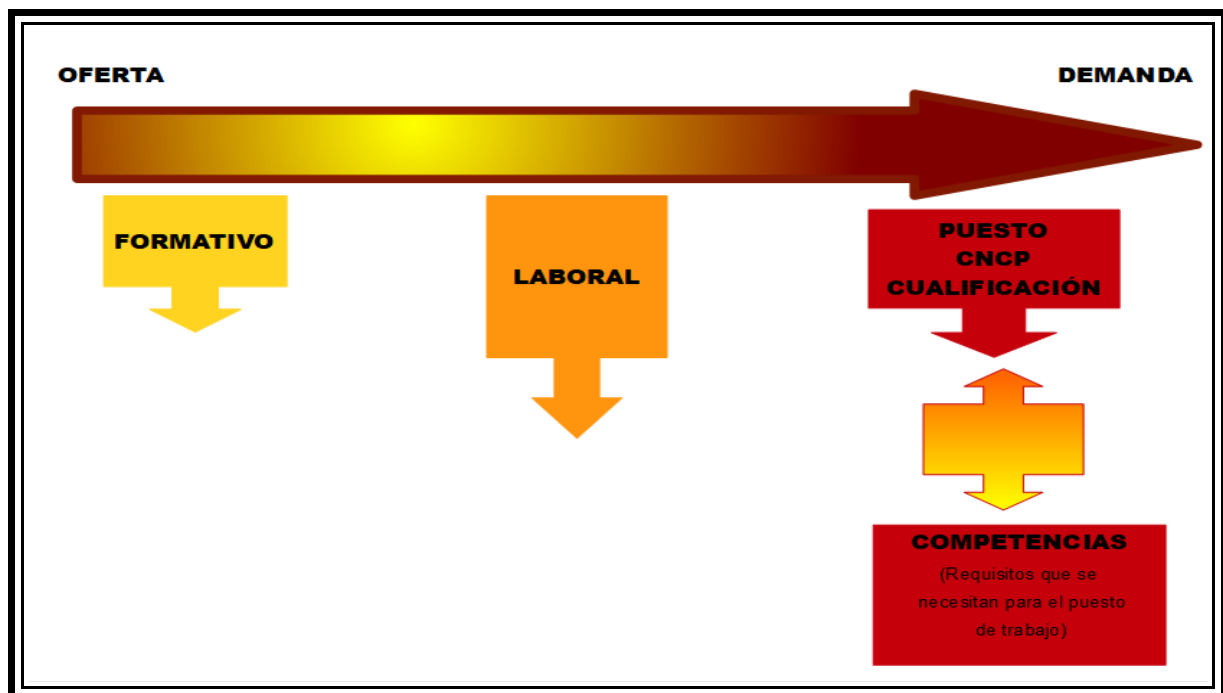 OFERTA
DEMANDA
FORMATIVO
LABORAL
PUESTO
CNCP
CUALIFICACIÓN
COMPETENCIAS
(Requisitos que se
necesitan para el puesto
de trabajo)